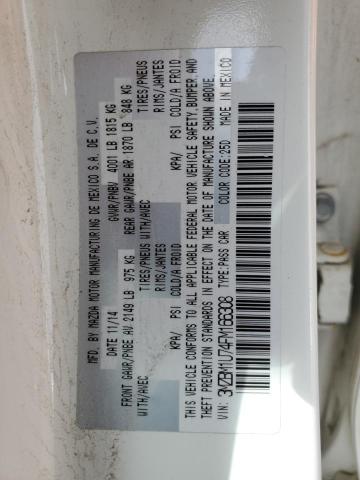 MFD. BY MAZDA MOTOR MANUFACTURING DE MEXICO S.A. DE C.V.
DATE 11/14 GVWR/PNBV 4001 LB 1815 KG
FRONT GAWR/PNBE AV 2149 LB 975 KG REAR GAWR/PNBE AR 1870 LB 848 KG
WITH/AVEC TIRES/PNEUS WITH/AVEC TIRES/PNEUS
RIMS/JANTES RIMS/JANTES
KPA/ PSI COLD/A FROID KPA/ PSI COLD/A FROID
THIS VEHICLE CONFORMS TO ALL APPLICABLE FEDERAL MOTOR VEHICLE SAFETY, BUMPER, AND
THEFT PREVENTION STANDARDS IN EFFECT ON THE DATE OF MANUFACTURE SHOWN ABOVE.
VIN: 3MZBM1U74FM166308 TYPE:PASS CAR COLOR CODE:25D MADE IN MEXICO